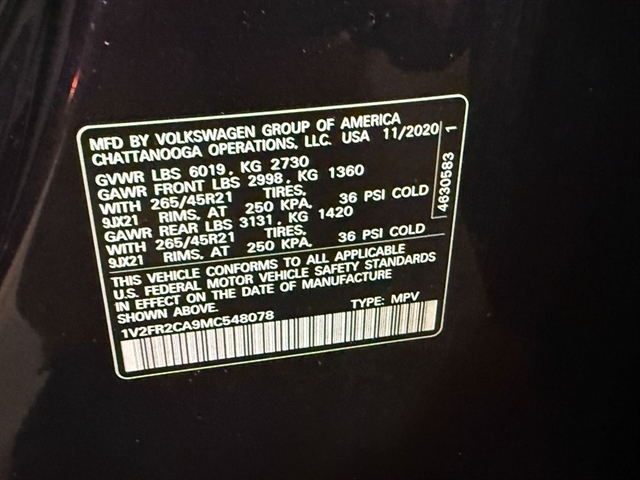 MFD BY VOLKSWAGEN GROUP OF AMERICA
CHATTANOOGA OPERATIONS, LLC. USA 11/2020
GVWR LBS 6019, KG 2730
GAWR FRONT LBS 2998, KG 1360
WITH 265/45R21 TIRES,
9JX21 RIMS. AT 250 KPA, 36 PSI COLD
GAWR REAR LBS 3131, KG 1420
WITH 265/45R21 TIRES,
9JX21 RIMS. AT 250 KPA, 36 PSI COLD
THIS VEHICLE CONFORMS TO ALL APPLICABLE
U.S. FEDERAL MOTOR VEHICLE SAFETY STANDARDS
IN EFFECT ON THE DATE OF MANUFACTURE
SHOWN ABOVE.
1V2FR2CA9MC548078 TYPE: MPV
4630583 1